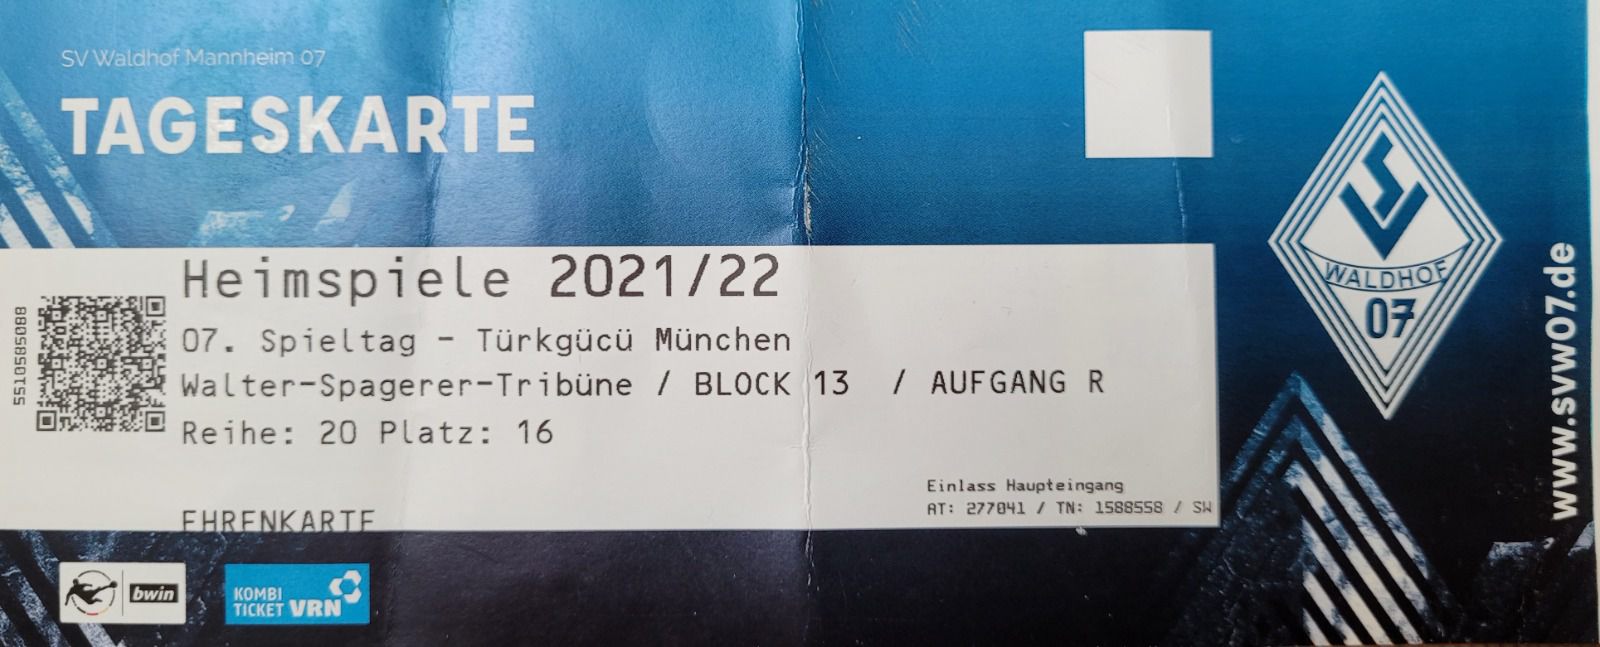 SV Waldhof Mannheim 07
TAGESKARTE
Heimspiele 2021/22
07. Spieltag - Türkgücü München
Walter-Spagerer-Tribüne / BLOCK 13 / AUFGANG R
Reihe: 20 Platz: 16
Einlass Haupteingang
AT: 277041 / TN: 1588558 / SW
EHRENKARTE
5510585088
bwin
KOMBI
TICKET VRN
SV
WALDHOF
07
www.svw07.de